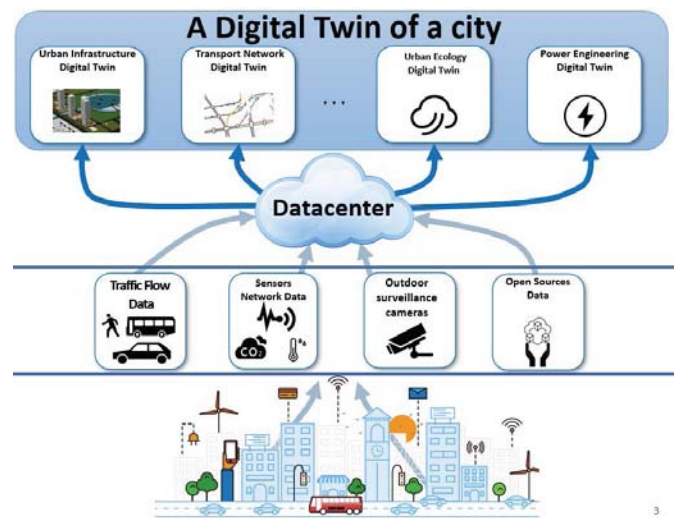 A Digital Twin of a city
Urban Infrastructure
Digital Twin
Transport Network
Digital Twin
...
Urban Ecology
Digital Twin
Power Engineering
Digital Twin
Datacenter
Traffic Flow
Data
Sensors
Network Data
CO2
Outdoor
surveillance
cameras
Open Sources
Data
3